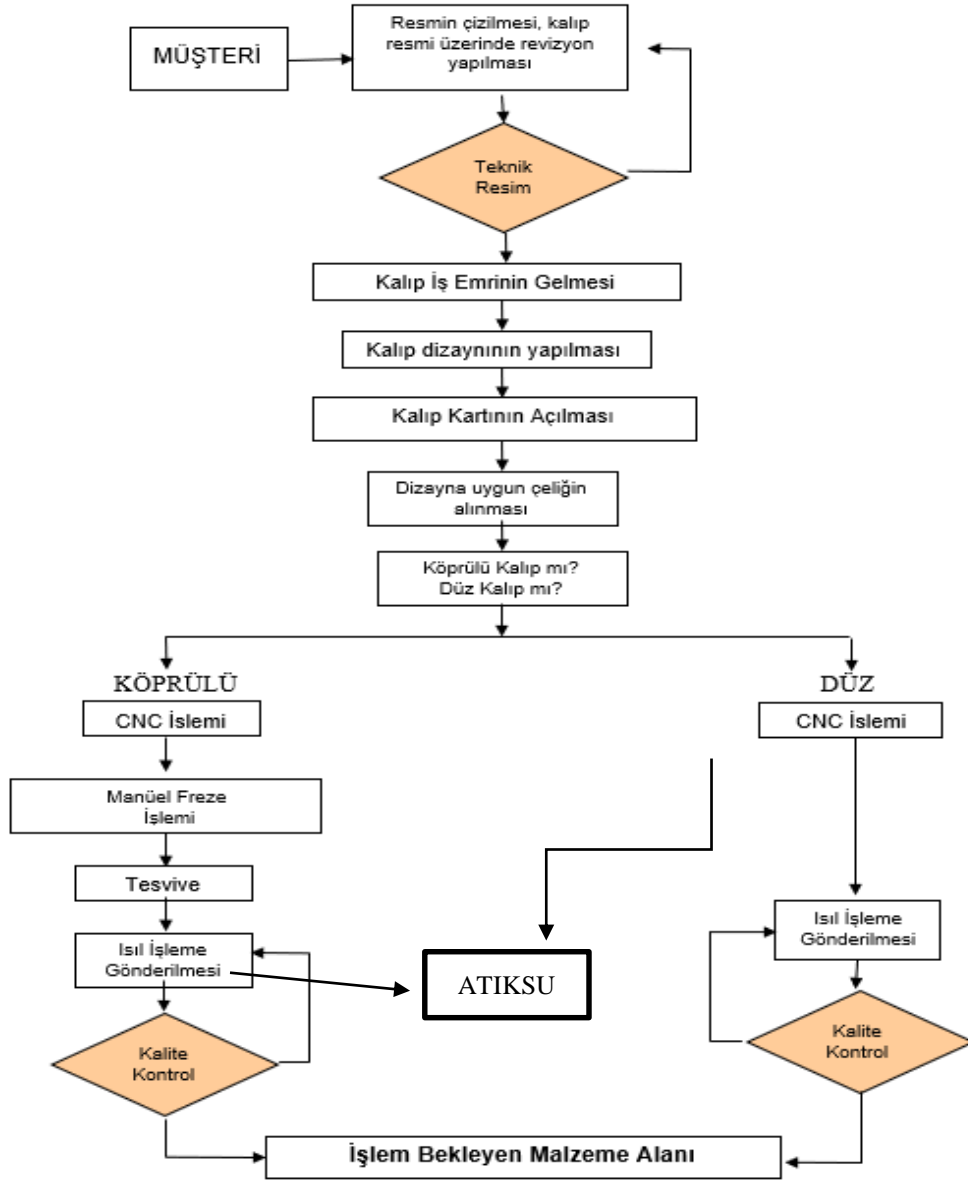 MÜŞTERİ
Resmin çizilmesi, kalıp
resmi üzerinde revizyon
yapılması
Teknik
Resim
Kalıp İş Emrinin Gelmesi
Kalıp dizaynının yapılması
Kalıp Kartının Açılması
Dizayna uygun çeliğin
alınması
Köprülü Kalıp mı?
Düz Kalıp mı?
KÖPRÜLÜ
CNC İslemi
Manüel Freze
İşlemi
Tesvive
Isıl İşleme
Gönderilmesi
Kalite
Kontrol
ATIKSU
DÜZ
CNC İslemi
Isıl İşleme
Gönderilmesi
Kalite
Kontrol
İşlem Bekleyen Malzeme Alanı